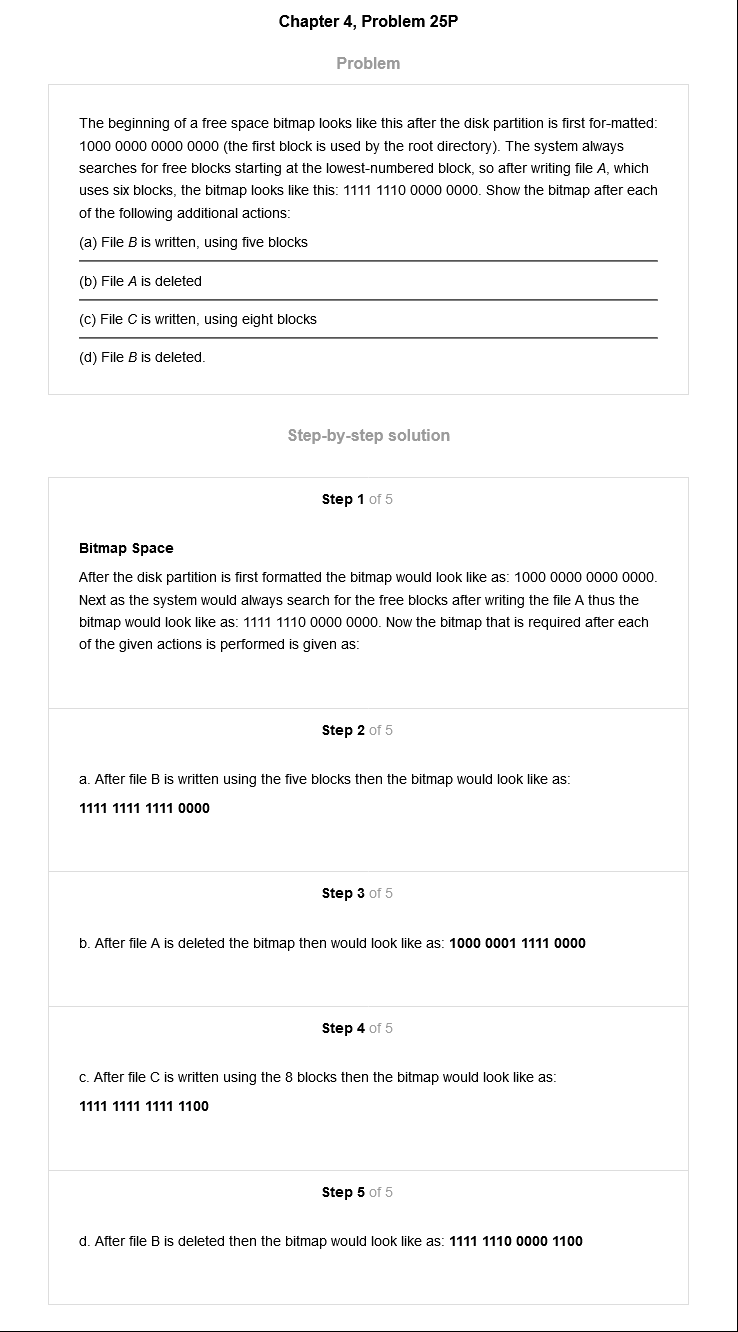 Chapter 4, Problem 25P
Problem
The beginning of a free space bitmap looks like this after the disk partition is first for-matted:
1000 0000 0000 0000 (the first block is used by the root directory). The system always
searches for free blocks starting at the lowest-numbered block, so after writing file A, which
uses six blocks, the bitmap looks like this: 1111 1110 0000 0000. Show the bitmap after each
of the following additional actions:
(a) File B is written, using five blocks
(b) File A is deleted
(c) File C is written, using eight blocks
(d) File B is deleted.
Step-by-step solution
Step 1 of 5
Bitmap Space
After the disk partition is first formatted the bitmap would look like as: 1000 0000 0000 0000.
Next as the system would always search for the free blocks after writing the file A thus the
bitmap would look like as: 1111 1110 0000 0000. Now the bitmap that is required after each
of the given actions is performed is given as:
Step 2 of 5
a. After file B is written using the five blocks then the bitmap would look like as:
1111 1111 1111 0000
Step 3 of 5
b. After file A is deleted the bitmap then would look like as: 1000 0001 1111 0000
Step 4 of 5
c. After file C is written using the 8 blocks then the bitmap would look like as:
1111 1111 1111 1100
Step 5 of 5
d. After file B is deleted then the bitmap would look like as: 1111 1110 0000 1100